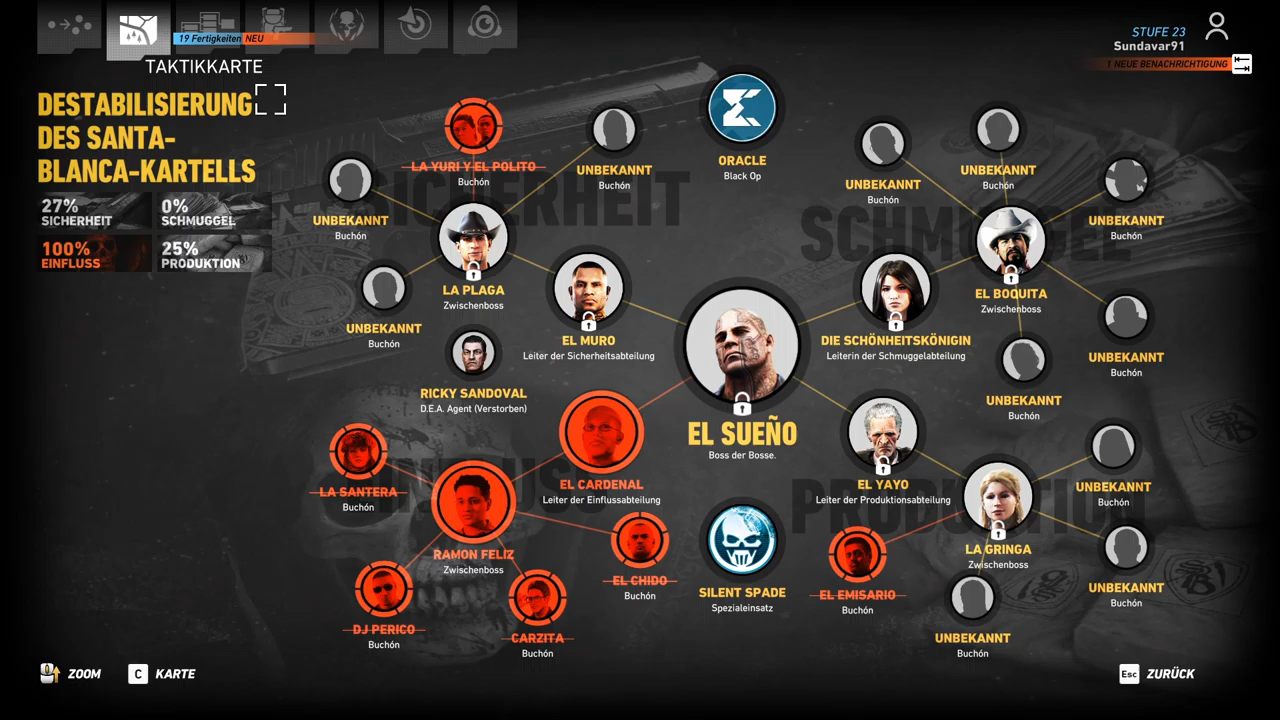 19 Fertigkeiten NEU
TAKTIKKARTE
STUFE 23
Sundavar91
1 NEUE BENACHRICHTIGUNG
DESTABILISIERUNG
DES SANTA-
BLANCA-KARTELLS
27%
SICHERHEIT
0%
SCHMUGGEL
100%
EINFLUSS
25%
PRODUKTION
SICHERHEIT
SCHMUGGEL
EINFLUSS
PRODUKTION
LA YURI Y EL POLITO
Buchón
UNBEKANNT
Buchón
ORACLE
Black Op
UNBEKANNT
Buchón
UNBEKANNT
Buchón
UNBEKANNT
Buchón
UNBEKANNT
Buchón
LA PLAGA
Zwischenboss
EL BOQUITA
Zwischenboss
UNBEKANNT
Buchón
EL MURO
Leiter der Sicherheitsabteilung
DIE SCHÖNHEITSKÖNIGIN
Leiterin der Schmuggelabteilung
UNBEKANNT
Buchón
RICKY SANDOVAL
D.E.A. Agent (Verstorben)
UNBEKANNT
Buchón
EL SUEÑO
Boss der Bosse.
EL CARDENAL
Leiter der Einflussabteilung
EL YAYO
Leiter der Produktionsabteilung
LA SANTERA
Buchón
UNBEKANNT
Buchón
RAMON FELIZ
Zwischenboss
LA GRINGA
Zwischenboss
EL CHIDO
Buchón
SILENT SPADE
Spezialeinsatz
EL EMISARIO
Buchón
UNBEKANNT
Buchón
DJ PERICO
Buchón
CARZITA
Buchón
UNBEKANNT
Buchón
ZOOM
C KARTE
Esc ZURÜCK